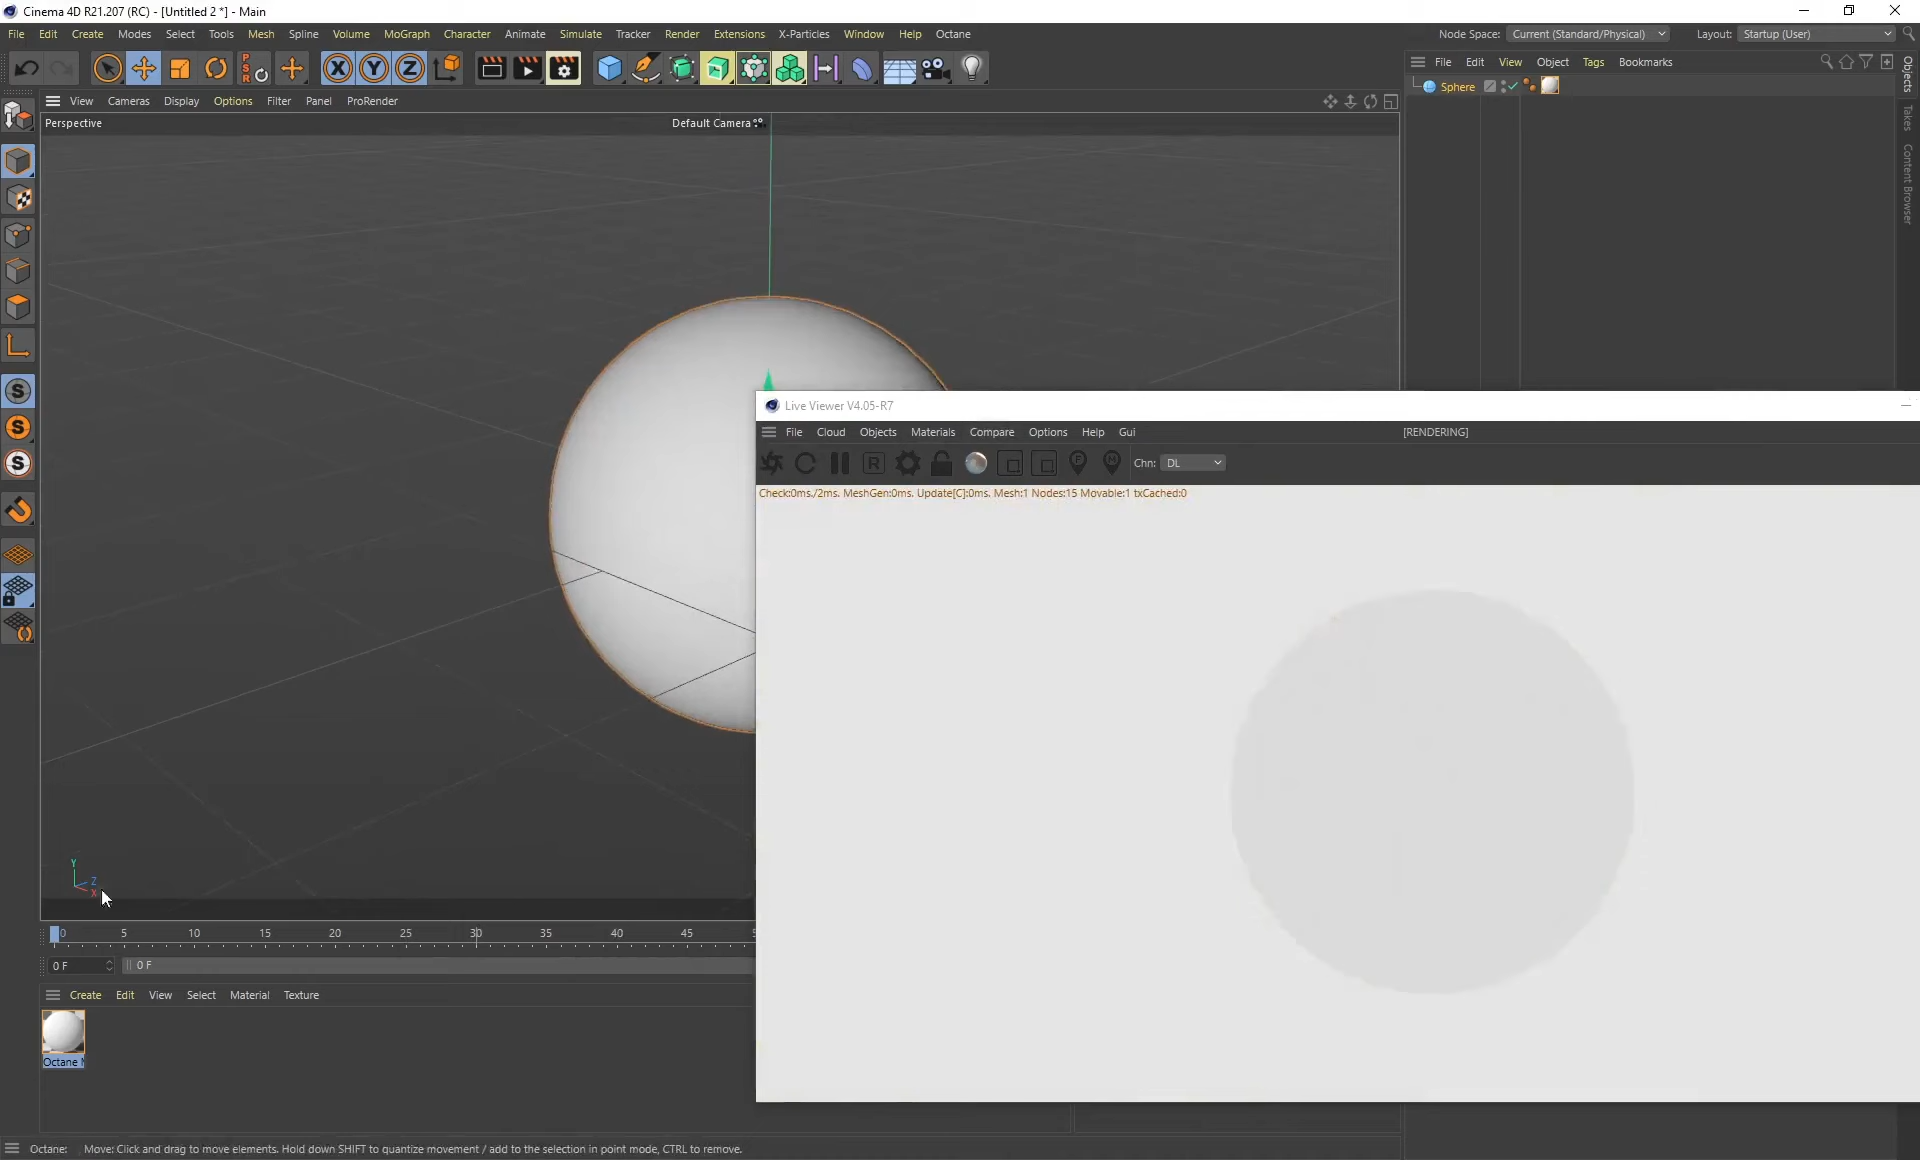 Cinema 4D R21.207 (RC) - [Untitled 2 *] - Main
File Edit Create Modes Select Tools Mesh Spline Volume MoGraph Character Animate Simulate Tracker Render Extensions X-Particles Window Help Octane
Node Space: Current (Standard/Physical) Layout: Startup (User)
P
S
R
X Y Z
File Edit View Object Tags Bookmarks
Objects
Takes
Content Browser
Sphere
View Cameras Display Options Filter Panel ProRender
Perspective
Default Camera
S
S
S
Live Viewer V4.05-R7
File Cloud Objects Materials Compare Options Help Gui
[RENDERING]
R
Chn: DL
Check:0ms./2ms. MeshGen:0ms. Update[C]:0ms. Mesh:1 Nodes:15 Movable:1 txCached:0
Y
Z
X
0 5 10 15 20 25 30 35 40 45
0 F 0 F
Create Edit View Select Material Texture
Octane
Octane: Move: Click and drag to move elements. Hold down SHIFT to quantize movement / add to the selection in point mode, CTRL to remove.